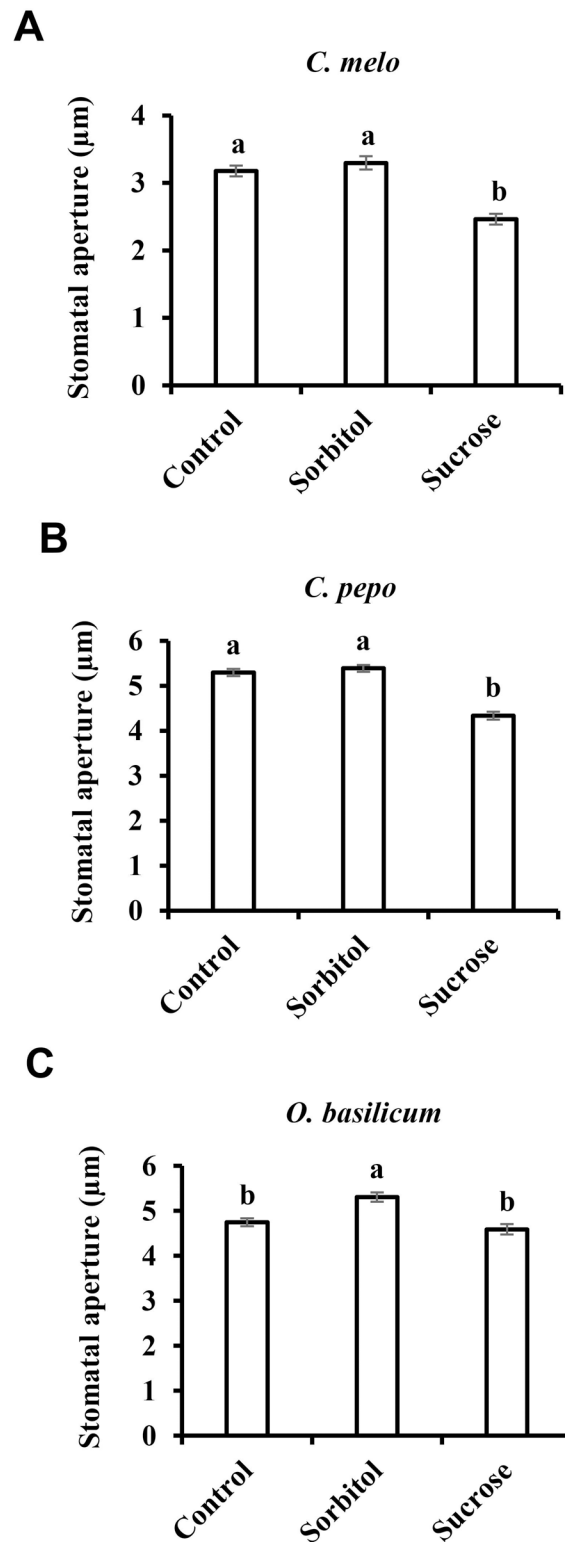 A
C. melo
Stomatal aperture (µm)
4
3
2
1
0
a
a
b
Control
Sorbitol
Sucrose
B
C. pepo
Stomatal aperture (µm)
6
5
4
3
2
1
0
a
a
b
Control
Sorbitol
Sucrose
C
O. basilicum
Stomatal aperture (µm)
6
5
4
3
2
1
0
b
a
b
Control
Sorbitol
Sucrose